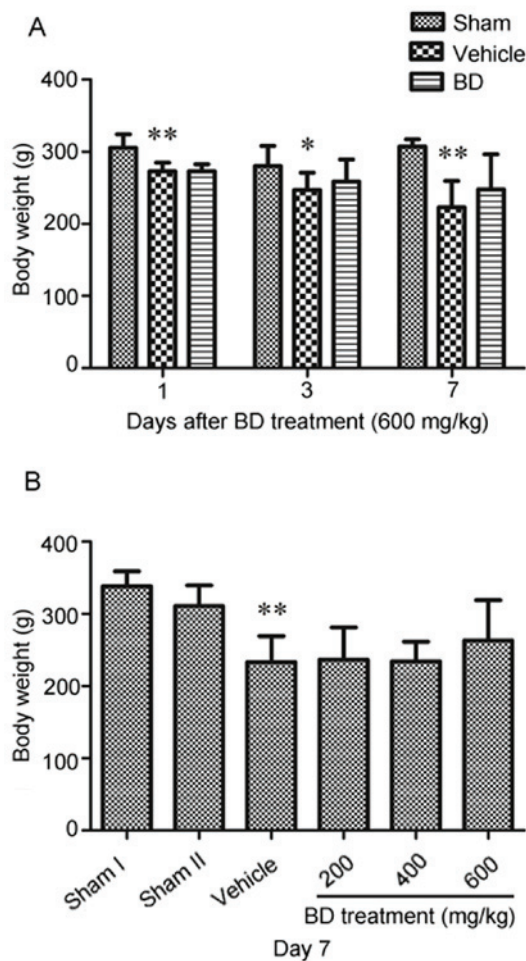 A
Sham
Vehicle
BD
Body weight (g)
400
300
200
100
0
** * **
1 3 7
Days after BD treatment (600 mg/kg)
B
Body weight (g)
400
300
200
100
0
**
Sham I Sham II Vehicle 200 400 600
BD treatment (mg/kg)
Day 7